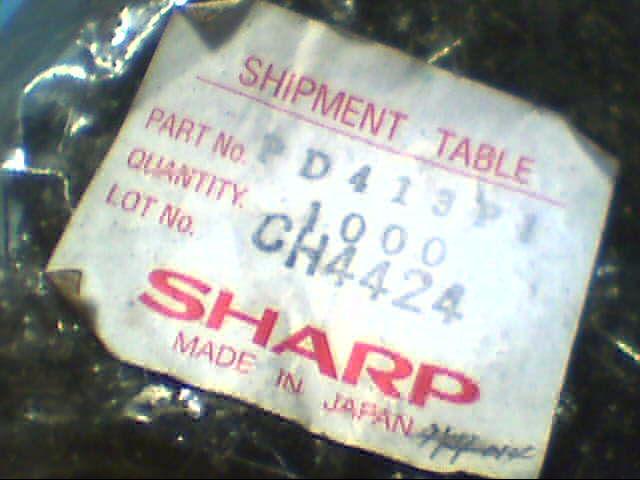 SHIPMENT TABLE
PART No. PD413PI
QUANTITY. 1000
LOT No. CH4424
SHARP
MADE IN JAPAN